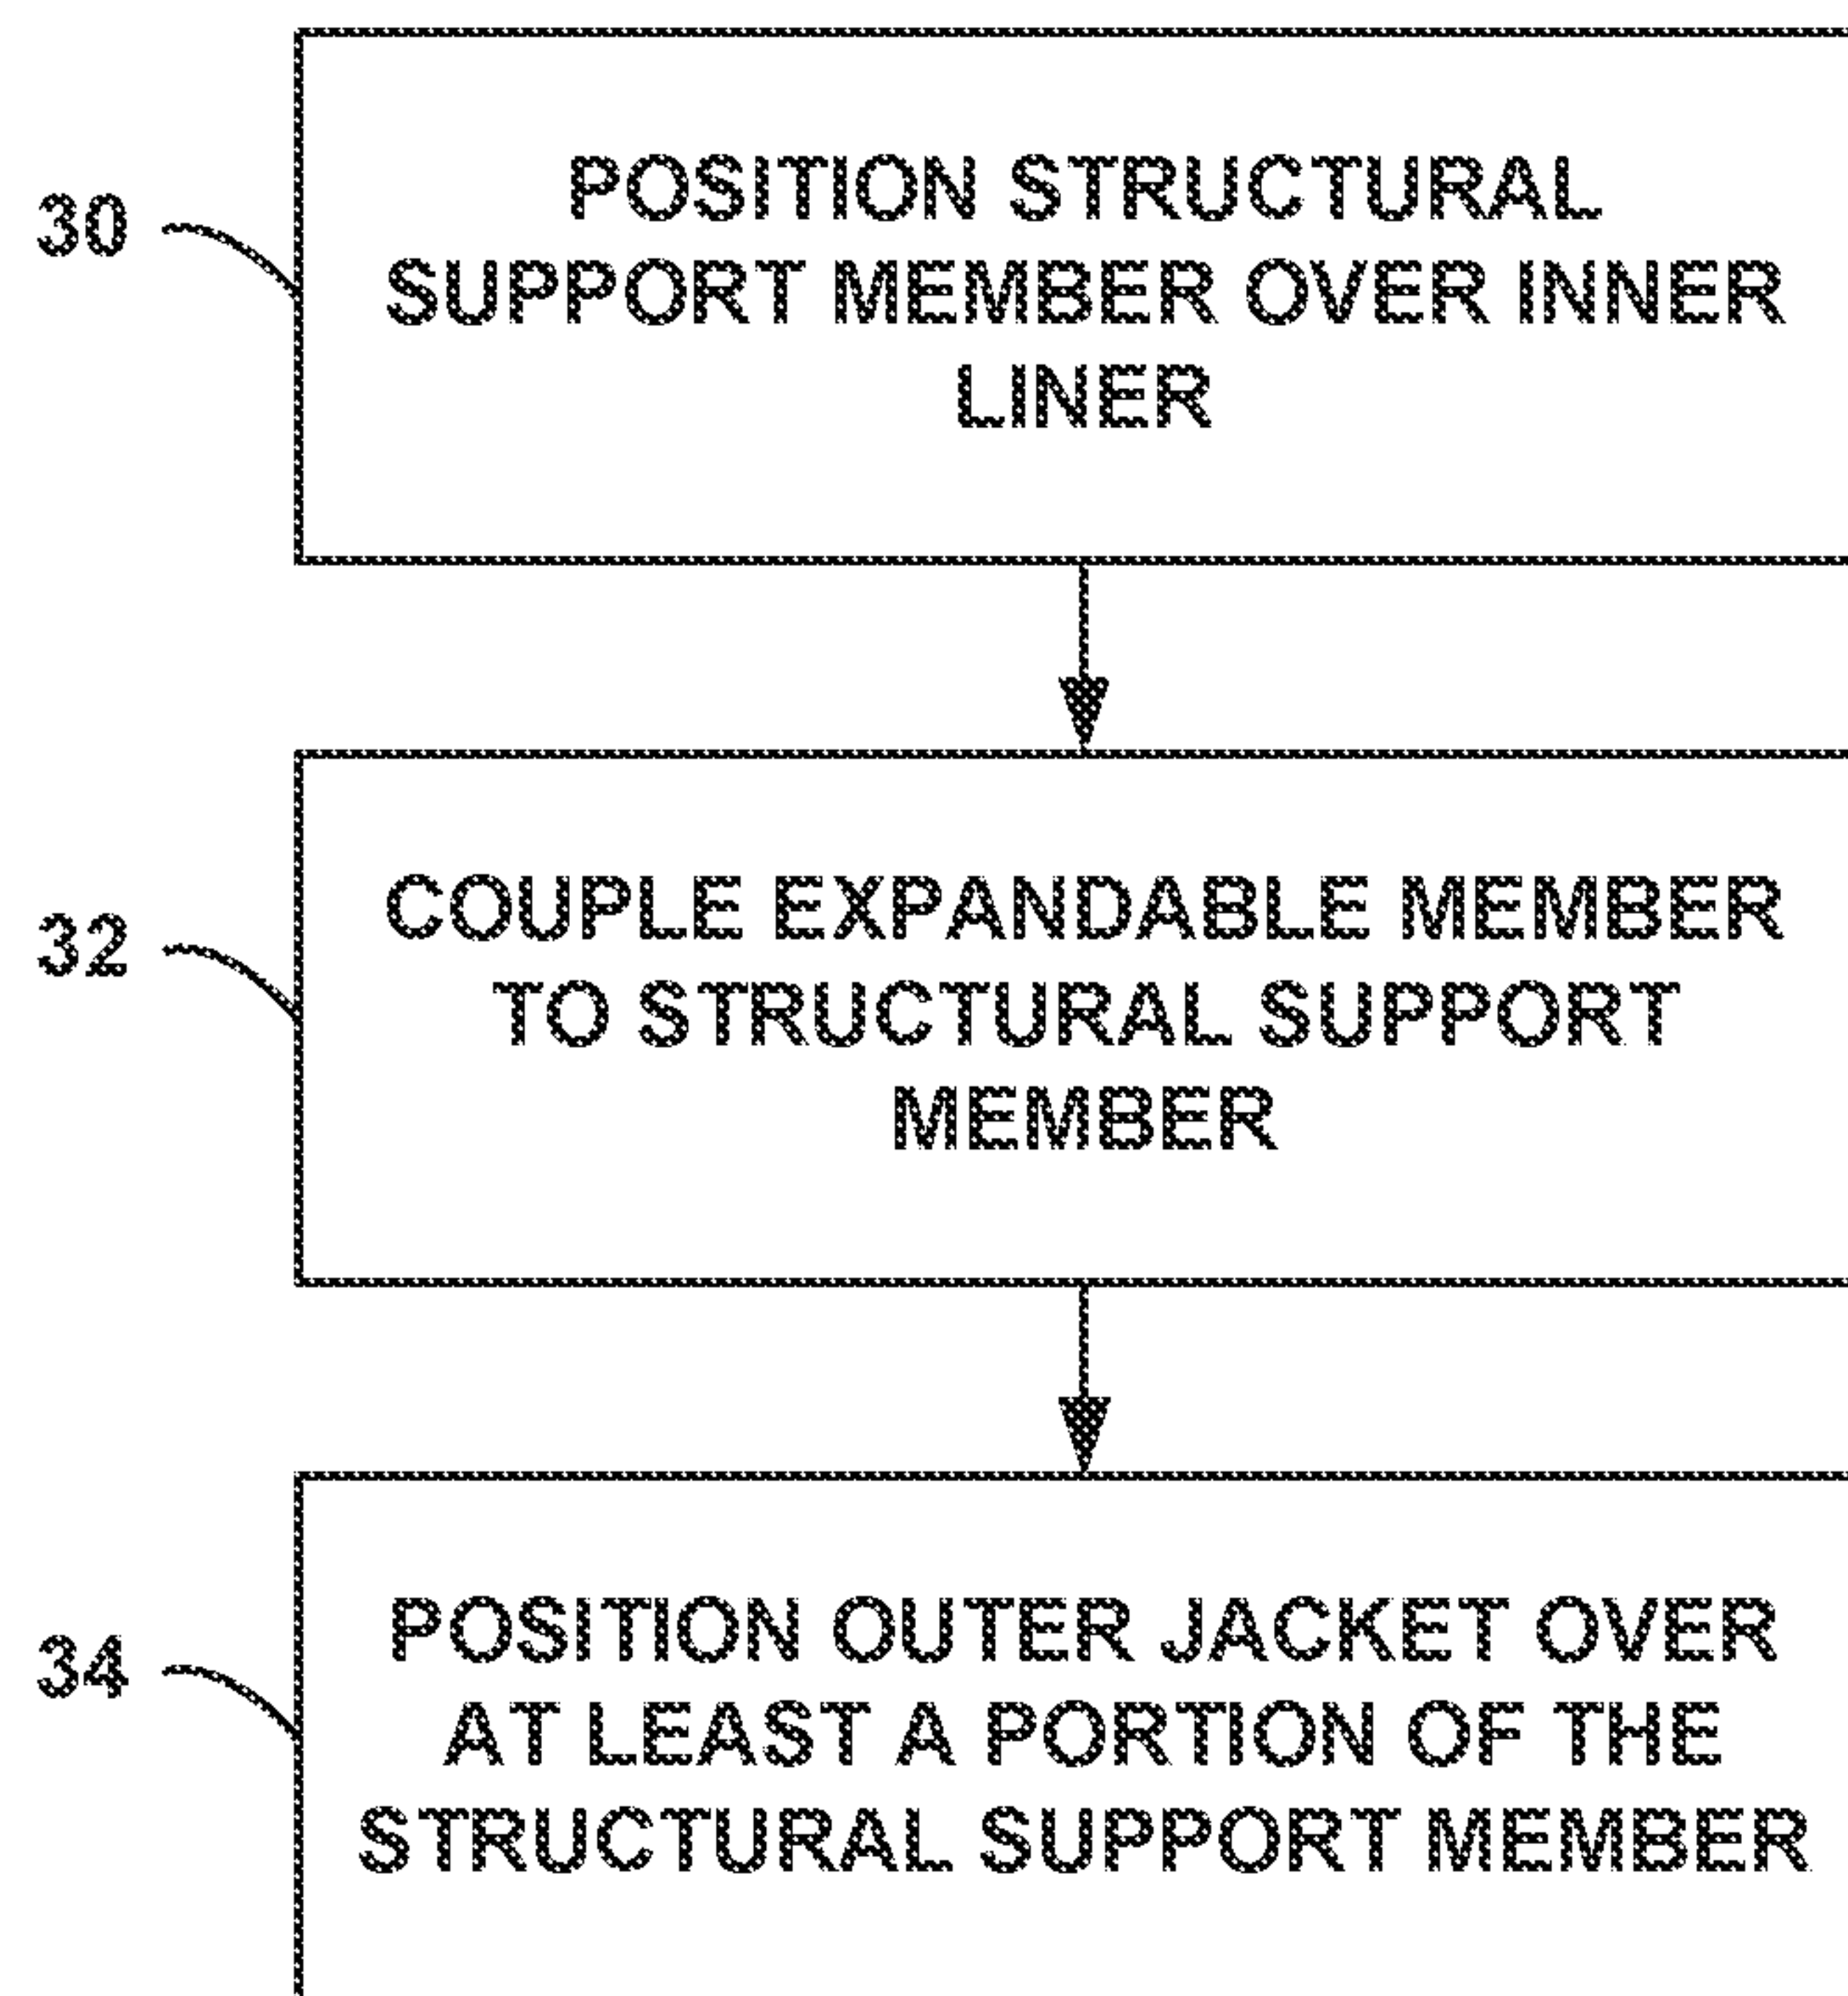 30
POSITION STRUCTURAL
SUPPORT MEMBER OVER INNER
LINER
32
COUPLE EXPANDABLE MEMBER
TO STRUCTURAL SUPPORT
MEMBER
34
POSITION OUTER JACKET OVER
AT LEAST A PORTION OF THE
STRUCTURAL SUPPORT MEMBER